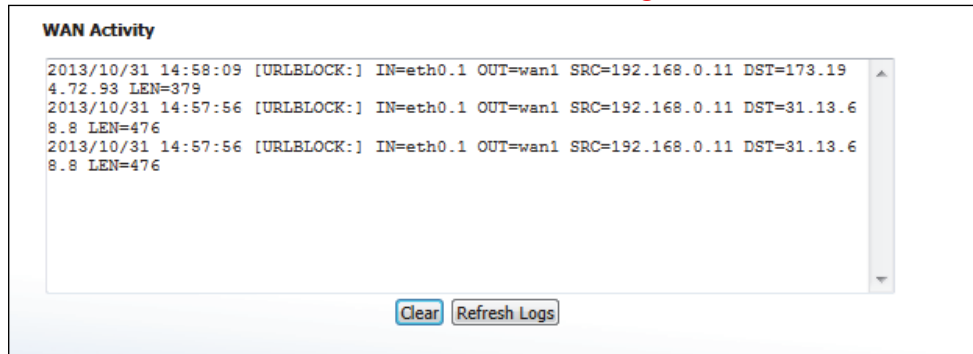 WAN Activity
2013/10/31 14:58:09 [URLBLOCK:] IN=eth0.1 OUT=wan1 SRC=192.168.0.11 DST=173.19
4.72.93 LEN=379
2013/10/31 14:57:56 [URLBLOCK:] IN=eth0.1 OUT=wan1 SRC=192.168.0.11 DST=31.13.6
8.8 LEN=476
2013/10/31 14:57:56 [URLBLOCK:] IN=eth0.1 OUT=wan1 SRC=192.168.0.11 DST=31.13.6
8.8 LEN=476
Clear Refresh Logs